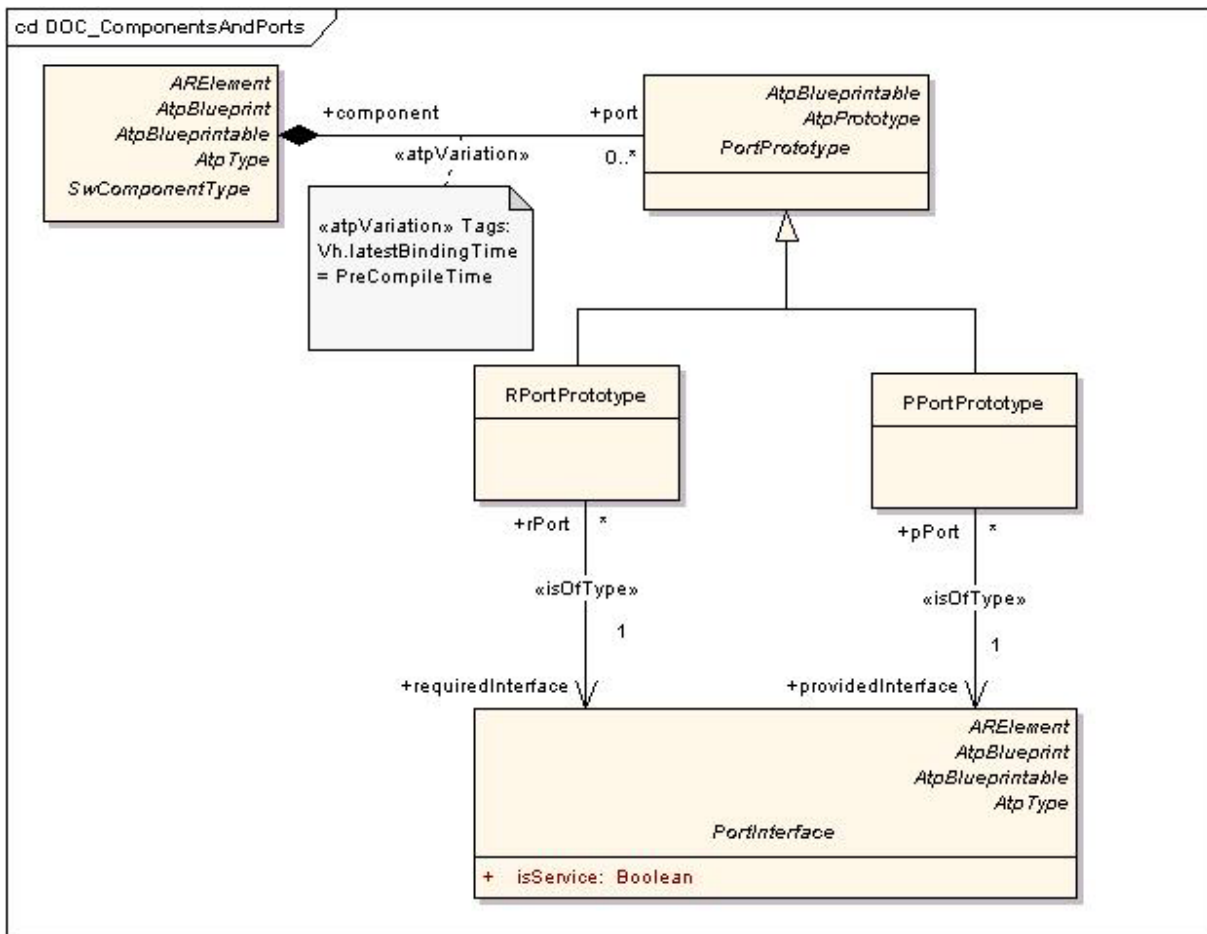 cd DOC_ComponentsAndPorts
ARElement
AtpBlueprint
AtpBlueprintable
AtpType
SwComponentType
+component
+port
«atpVariation»
0..*
AtpBlueprintable
AtpPrototype
PortPrototype
«atpVariation» Tags:
Vh.latestBindingTime
= PreCompileTime
RPortPrototype
PPortPrototype
+rPort *
+pPort *
«isOfType»
«isOfType»
1
1
+requiredInterface
+providedInterface
ARElement
AtpBlueprint
AtpBlueprintable
AtpType
PortInterface
+ isService: Boolean